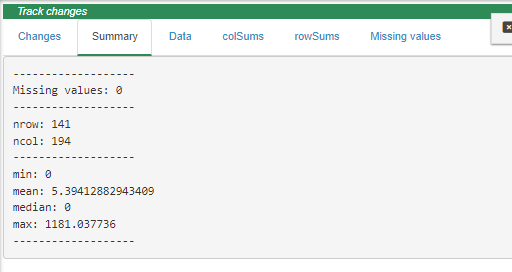 Track changes
Changes Summary Data colSums rowSums Missing values
-------------------
Missing values: 0
-------------------
nrow: 141
ncol: 194
-------------------
min: 0
mean: 5.39412882943409
median: 0
max: 1181.037736
-------------------